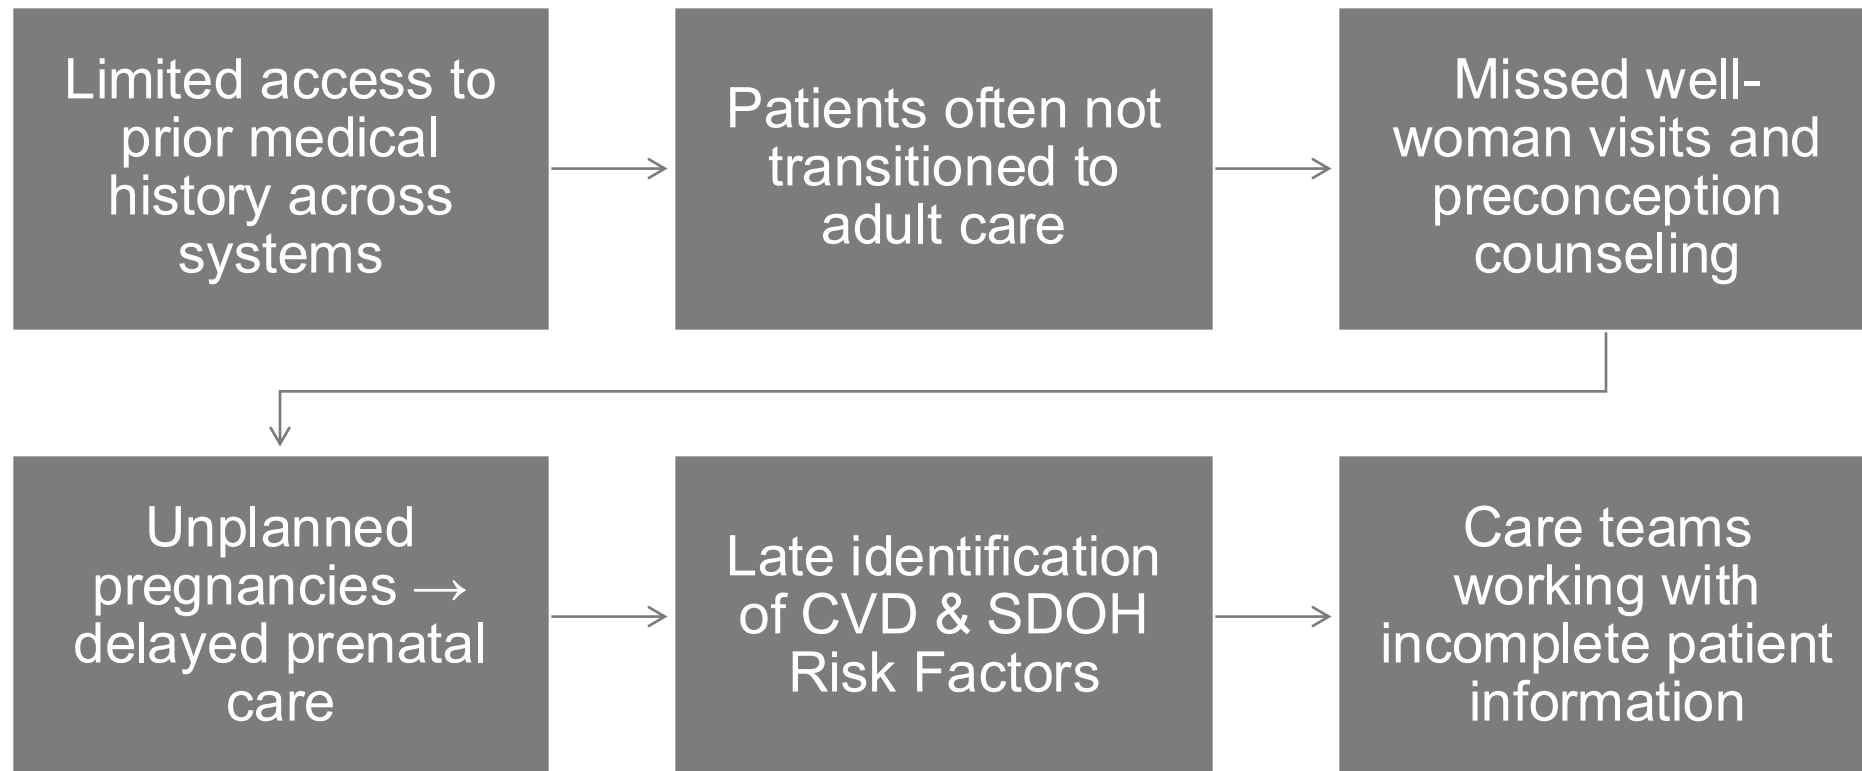 Limited access to
prior medical
history across
systems
Patients often not
transitioned to
adult care
Missed well-
woman visits and
preconception
counseling
Unplanned
pregnancies →
delayed prenatal
care
Late identification
of CVD & SDOH
Risk Factors
Care teams
working with
incomplete patient
information